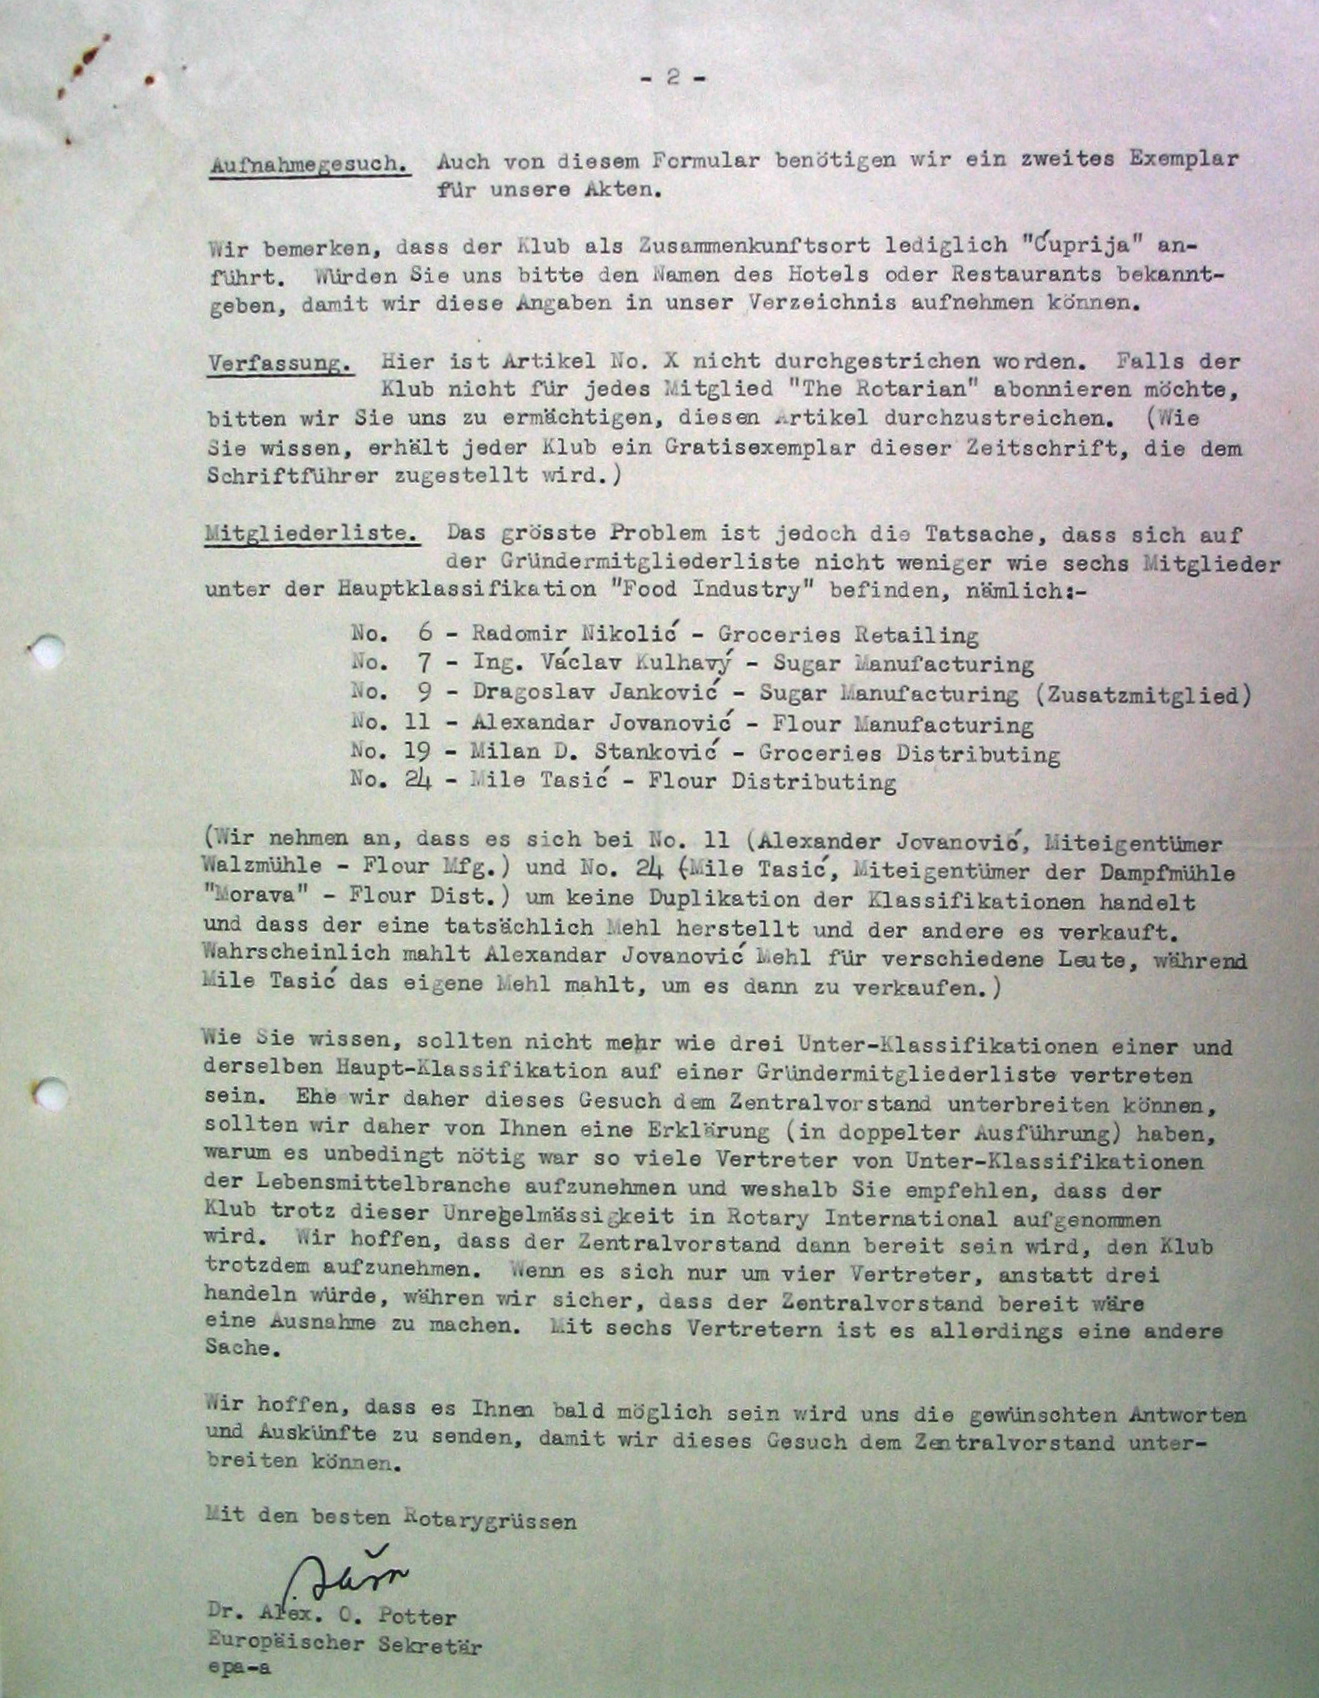 - 2 -
Aufnahmegesuch. Auch von diesem Formular benötigen wir ein zweites Exemplar
für unsere Akten.
Wir bemerken, dass der Klub als Zusammenkunftsort lediglich "Ćuprija" an-
führt. Würden Sie uns bitte den Namen des Hotels oder Restaurants bekannt-
geben, damit wir diese Angaben in unser Verzeichnis aufnehmen können.
Verfassung. Hier ist Artikel No. X nicht durchgestrichen worden. Falls der
Klub nicht für jedes Mitglied "The Rotarian" abonnieren möchte,
bitten wir Sie uns zu ermächtigen, diesen Artikel durchzustreichen. (Wie
Sie wissen, erhält jeder Klub ein Gratisexemplar dieser Zeitschrift, die dem
Schriftführer zugestellt wird.)
Mitgliederliste. Das grösste Problem ist jedoch die Tatsache, dass sich auf
der Gründermitgliederliste nicht weniger wie sechs Mitglieder
unter der Hauptklassifikation "Food Industry" befinden, nämlich:-
No. 6 - Radomir Nikolić - Groceries Retailing
No. 7 - Ing. Václav Kulhavý - Sugar Manufacturing
No. 9 - Dragoslav Janković - Sugar Manufacturing (Zusatzmitglied)
No. 11 - Alexandar Jovanović - Flour Manufacturing
No. 19 - Milan D. Stanković - Groceries Distributing
No. 24 - Mile Tasić - Flour Distributing
(Wir nehmen an, dass es sich bei No. 11 (Alexander Jovanović, Miteigentümer
Walzmühle - Flour Mfg.) und No. 24 (Mile Tasić, Miteigentümer der Dampfmühle
"Morava" - Flour Dist.) um keine Duplikation der Klassifikationen handelt
und dass der eine tatsächlich Mehl herstellt und der andere es verkauft.
Wahrscheinlich mahlt Alexandar Jovanović Mehl für verschiedene Leute, während
Mile Tasić das eigene Mehl mahlt, um es dann zu verkaufen.)
Wie Sie wissen, sollten nicht mehr wie drei Unter-Klassifikationen einer und
derselben Haupt-Klassifikation auf einer Gründermitgliederliste vertreten
sein. Ehe wir daher dieses Gesuch dem Zentralvorstand unterbreiten können,
sollten wir daher von Ihnen eine Erklärung (in doppelter Ausführung) haben,
warum es unbedingt nötig war so viele Vertreter von Unter-Klassifikationen
der Lebensmittelbranche aufzunehmen und weshalb Sie empfehlen, dass der
Klub trotz dieser Unregelmässigkeit in Rotary International aufgenommen
wird. Wir hoffen, dass der Zentralvorstand dann bereit sein wird, den Klub
trotzdem aufzunehmen. Wenn es sich nur um vier Vertreter, anstatt drei
handeln würde, währen wir sicher, dass der Zentralvorstand bereit wäre
eine Ausnahme zu machen. Mit sechs Vertretern ist es allerdings eine andere
Sache.
Wir hoffen, dass es Ihnen bald möglich sein wird uns die gewünschten Antworten
und Auskünfte zu senden, damit wir dieses Gesuch dem Zentralvorstand unter-
breiten können.
Mit den besten Rotarygrüssen
Dr. Alex. O. Potter
Europäischer Sekretär
epa-a